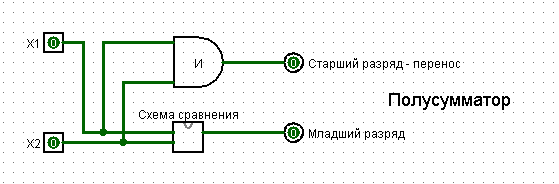 X1
0
И
0
Старший разряд - перенос
Полусумматор
Схема сравнения
X2
0
0
Младший разряд